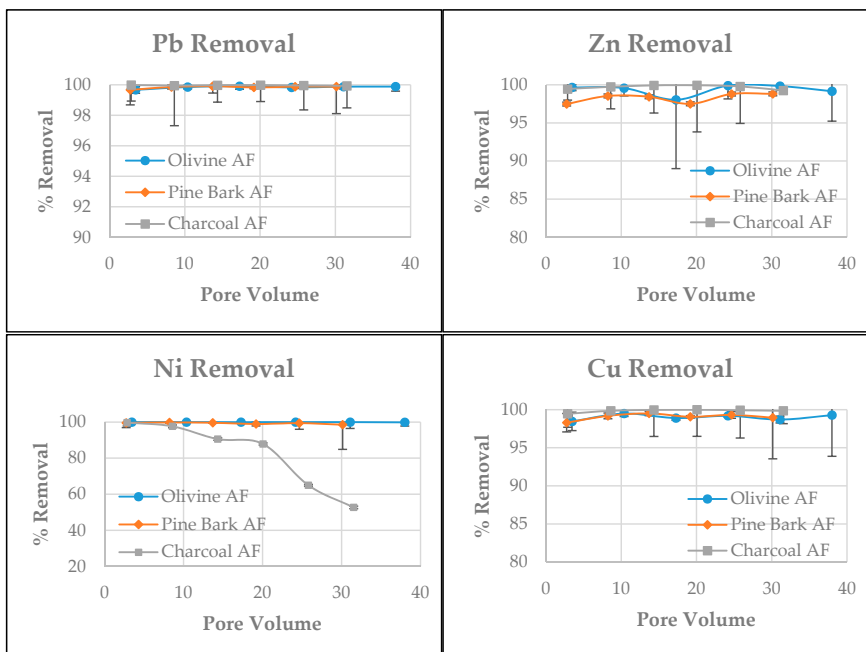 Pb Removal
% Removal
100
98
96
94
92
90
Olivine AF
Pine Bark AF
Charcoal AF
0
10
20
30
40
Pore Volume
Zn Removal
% Removal
100
95
90
85
80
Olivine AF
Pine Bark AF
Charcoal AF
0
10
20
30
40
Pore Volume
Ni Removal
% Removal
100
80
60
40
20
Olivine AF
Pine Bark AF
Charcoal AF
0
10
20
30
40
Pore Volume
Cu Removal
% Removal
100
95
90
85
80
Olivine AF
Pine Bark AF
Charcoal AF
0
10
20
30
40
Pore Volume